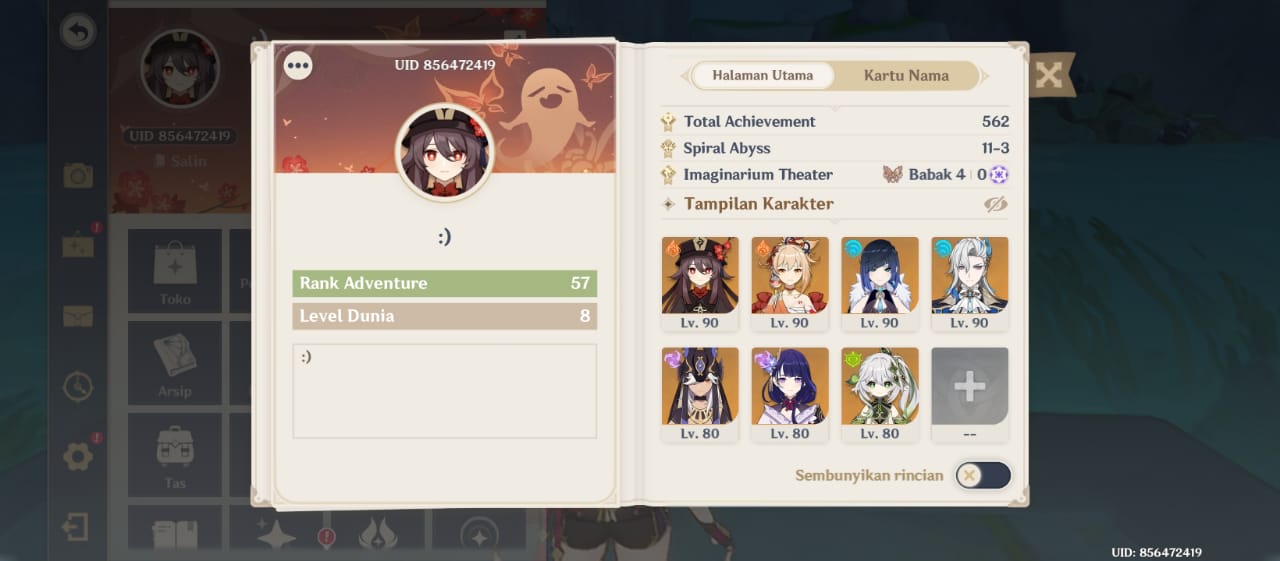 UID 856472419
Salin
Toko
Arsip
Tas
UID 856472419
:)
Rank Adventure 57
Level Dunia 8
:)
Halaman Utama Kartu Nama
Total Achievement 562
Spiral Abyss 11-3
Imaginarium Theater Babak 4 | 0
Tampilan Karakter
Lv. 90 Lv. 90 Lv. 90 Lv. 90
Lv. 80 Lv. 80 Lv. 80 --
Sembunyikan rincian
UID: 856472419